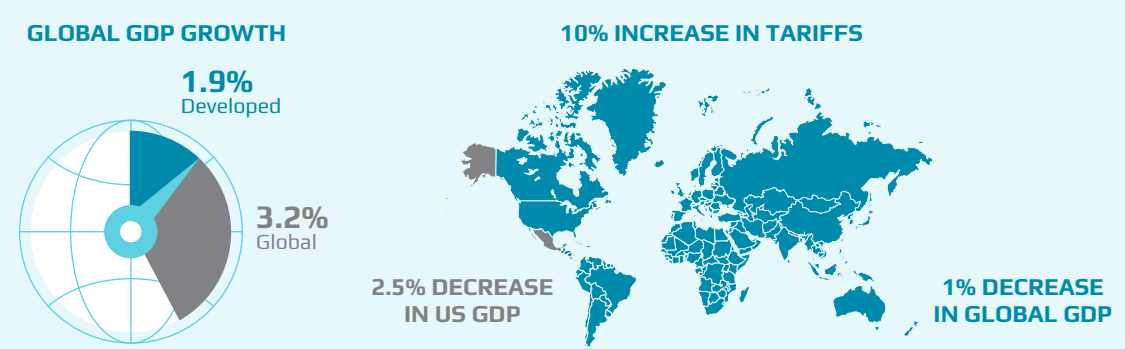 GLOBAL GDP GROWTH
1.9%
Developed
3.2%
Global
10% INCREASE IN TARIFFS
2.5% DECREASE
IN US GDP
1% DECREASE
IN GLOBAL GDP